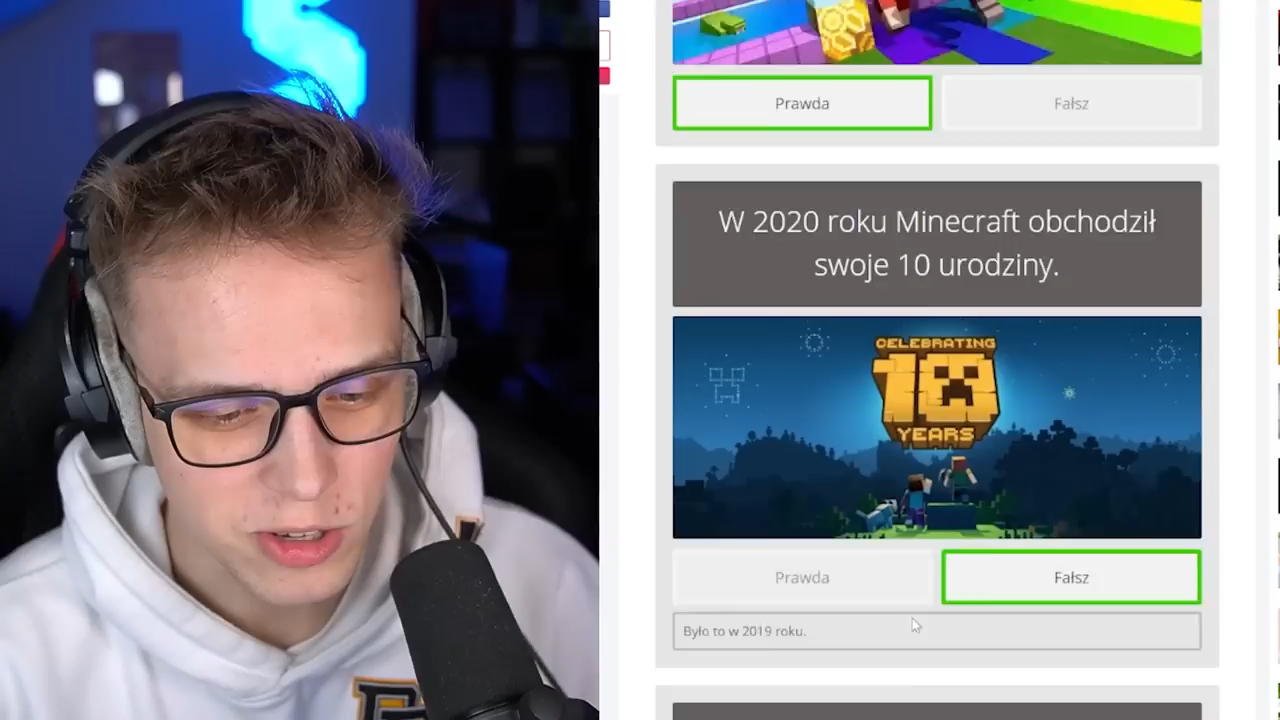 Prawda
Fałsz
W 2020 roku Minecraft obchodził
swoje 10 urodziny.
CELEBRATING
10
YEARS
Prawda
Fałsz
Było to w 2019 roku.